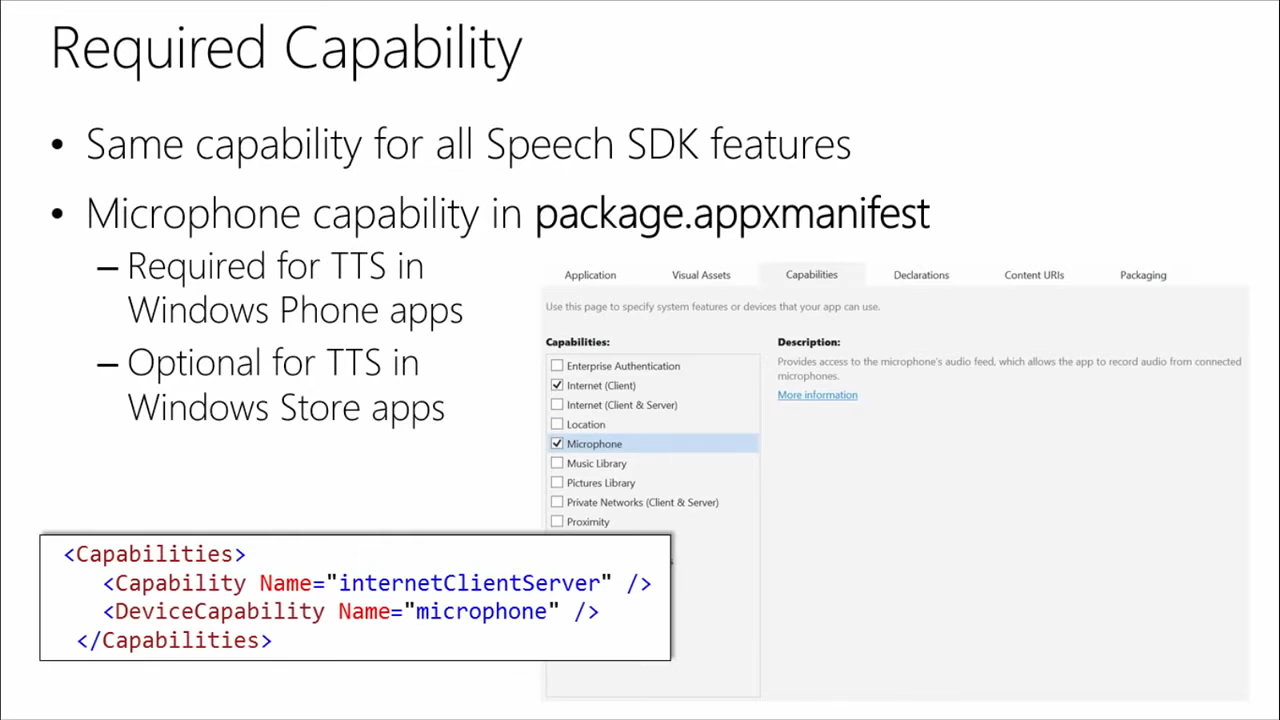 Required Capability
• Same capability for all Speech SDK features
• Microphone capability in package.appxmanifest
– Required for TTS in
Windows Phone apps
– Optional for TTS in
Windows Store apps
Application Visual Assets Capabilities Declarations Content URIs Packaging
Use this page to specify system features or devices that your app can use.
Capabilities:
Enterprise Authentication
Internet (Client)
Internet (Client & Server)
Location
Microphone
Music Library
Pictures Library
Private Networks (Client & Server)
Proximity
Description:
Provides access to the microphone's audio feed, which allows the app to record audio from connected
microphones.
More information
<Capabilities>
<Capability Name="internetClientServer" />
<DeviceCapability Name="microphone" />
</Capabilities>